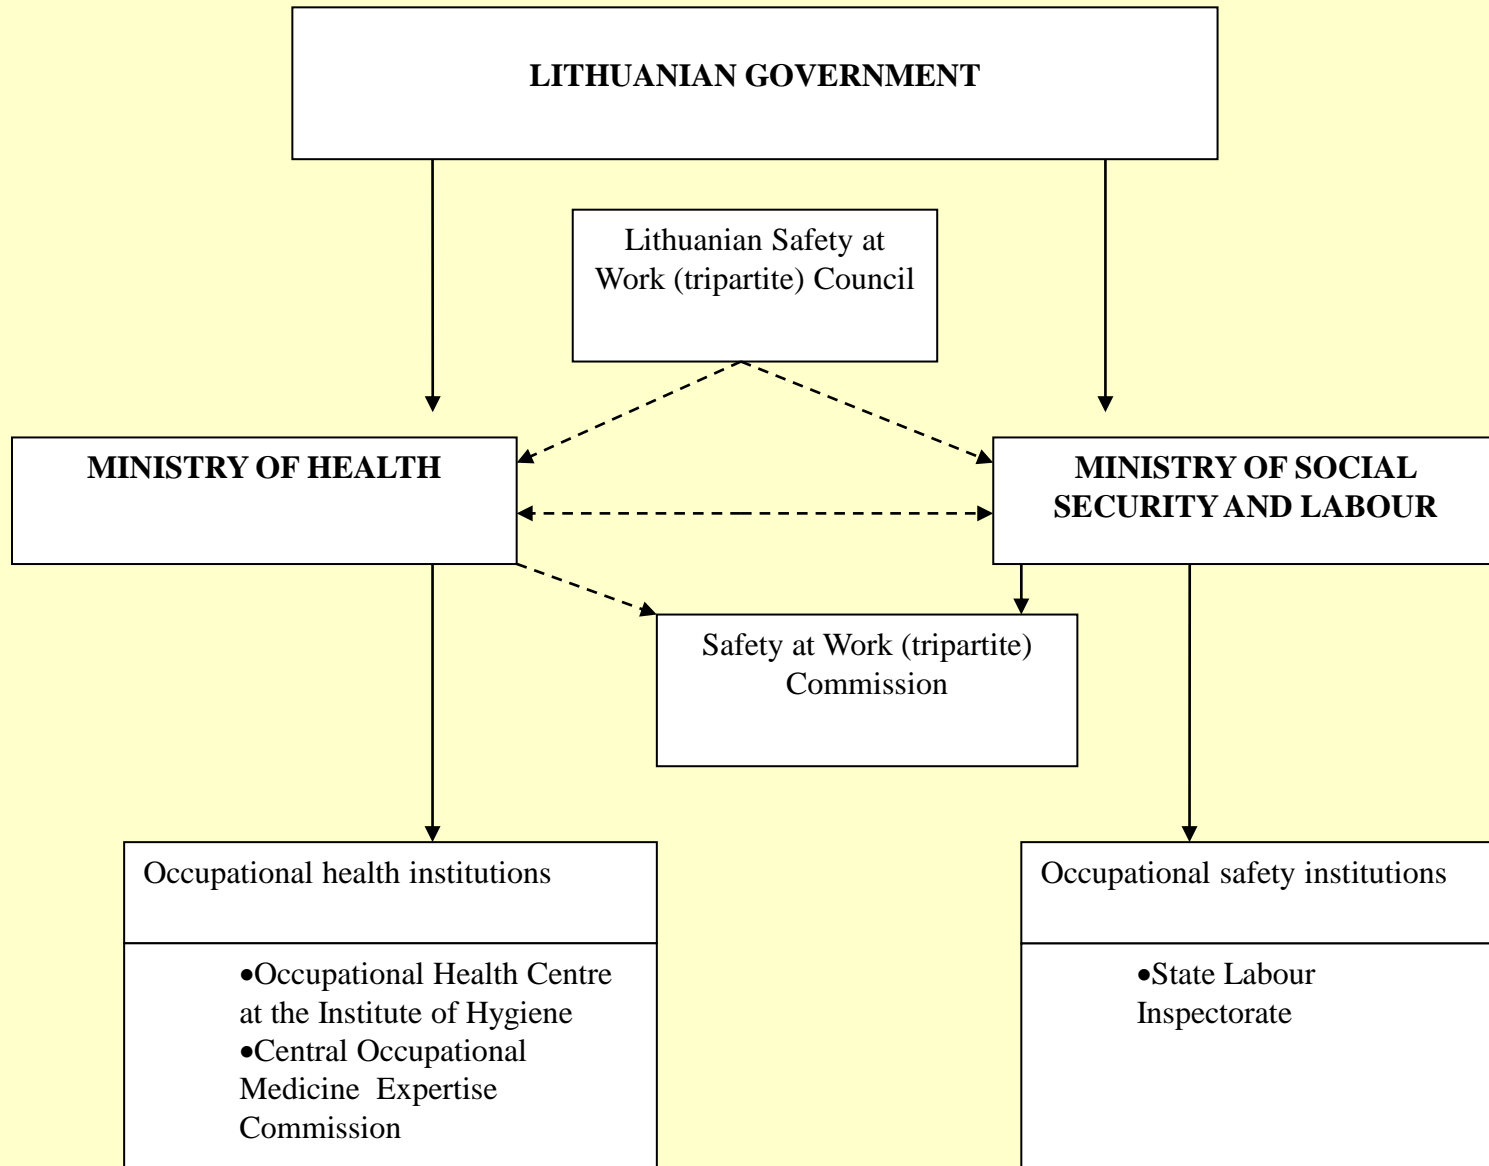 LITHUANIAN GOVERNMENT
Lithuanian Safety at
Work (tripartite) Council
MINISTRY OF HEALTH
MINISTRY OF SOCIAL
SECURITY AND LABOUR
Safety at Work (tripartite)
Commission
Occupational health institutions
•Occupational Health Centre
at the Institute of Hygiene
•Central Occupational
Medicine Expertise
Commission
Occupational safety institutions
•State Labour
Inspectorate